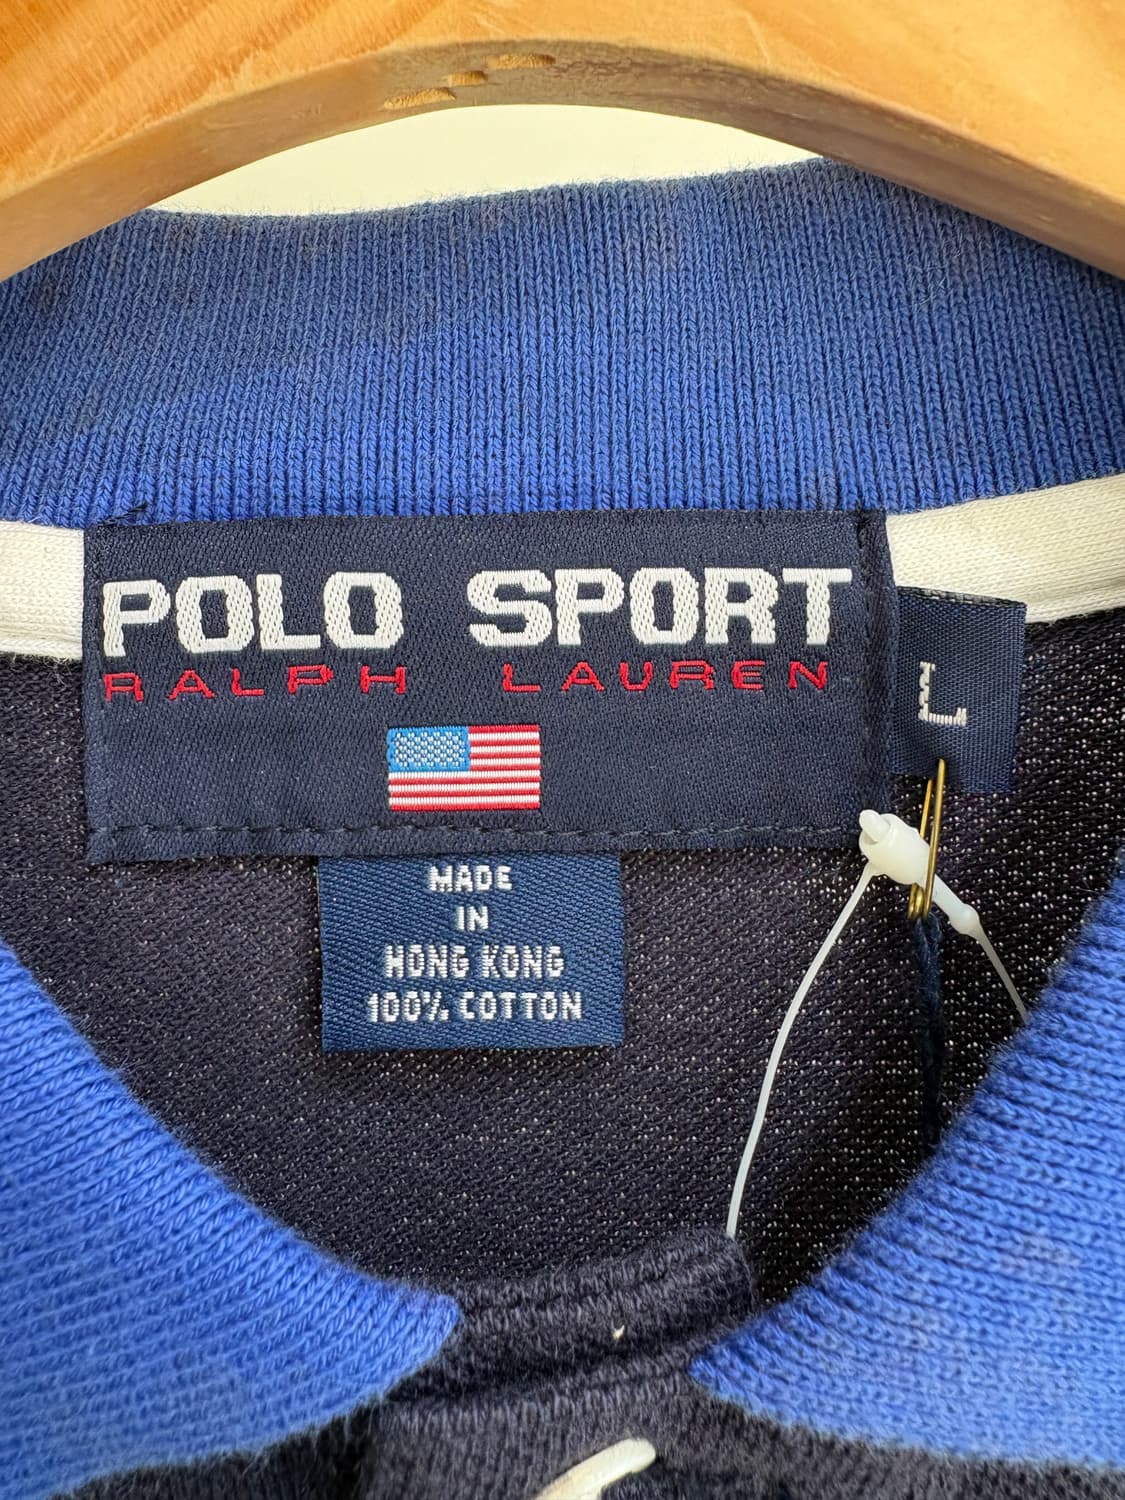 POLO SPORT
RALPH LAUREN
L
MADE
IN
HONG KONG
100% COTTON